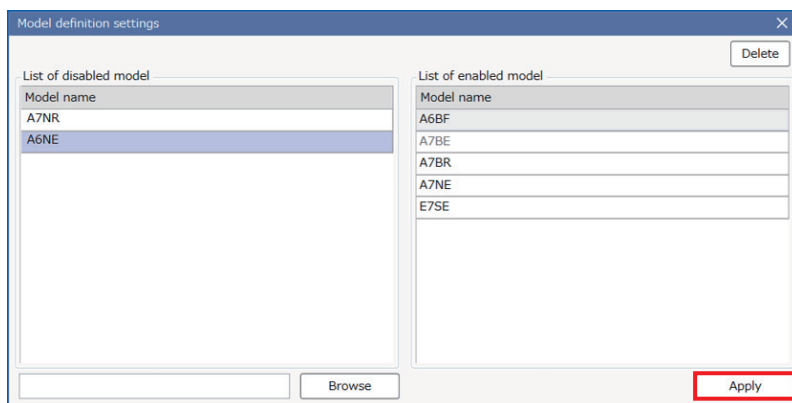 Model definition settings
Delete
List of disabled model
Model name
A7NR
A6NE
List of enabled model
Model name
A6BF
A7BE
A7BR
A7NE
E7SE
Browse
Apply